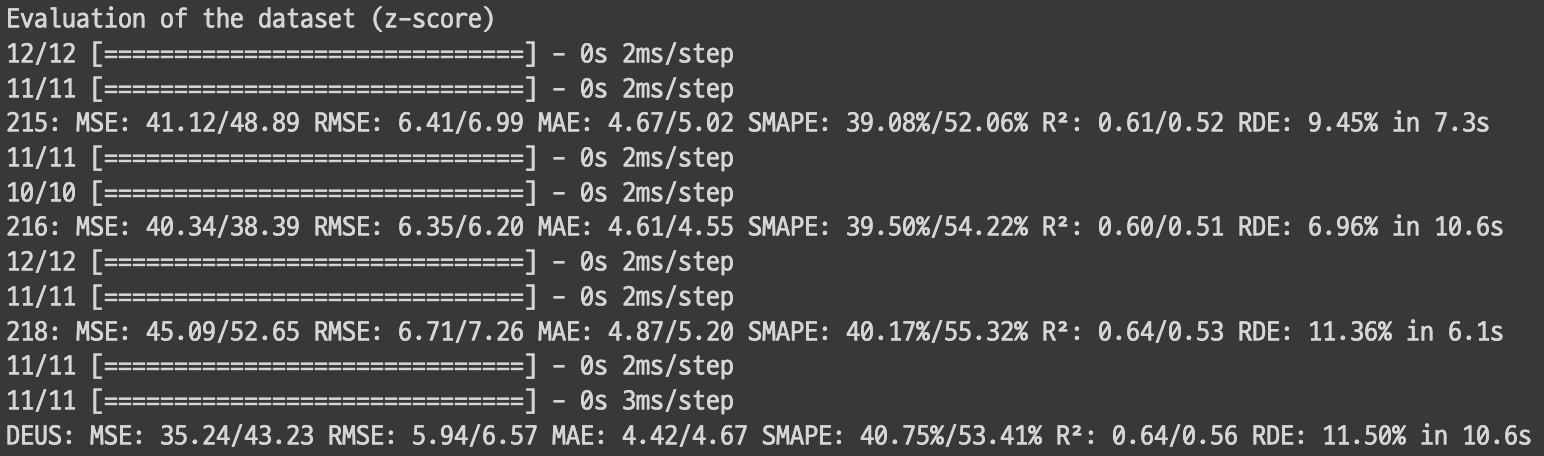 Evaluation of the dataset (z-score)
12/12 [==============================] - 0s 2ms/step
11/11 [==============================] - 0s 2ms/step
215: MSE: 41.12/48.89 RMSE: 6.41/6.99 MAE: 4.67/5.02 SMAPE: 39.08%/52.06% R²: 0.61/0.52 RDE: 9.45% in 7.3s
11/11 [==============================] - 0s 2ms/step
10/10 [==============================] - 0s 2ms/step
216: MSE: 40.34/38.39 RMSE: 6.35/6.20 MAE: 4.61/4.55 SMAPE: 39.50%/54.22% R²: 0.60/0.51 RDE: 6.96% in 10.6s
12/12 [==============================] - 0s 2ms/step
11/11 [==============================] - 0s 2ms/step
218: MSE: 45.09/52.65 RMSE: 6.71/7.26 MAE: 4.87/5.20 SMAPE: 40.17%/55.32% R²: 0.64/0.53 RDE: 11.36% in 6.1s
11/11 [==============================] - 0s 2ms/step
11/11 [==============================] - 0s 3ms/step
DEUS: MSE: 35.24/43.23 RMSE: 5.94/6.57 MAE: 4.42/4.67 SMAPE: 40.75%/53.41% R²: 0.64/0.56 RDE: 11.50% in 10.6s